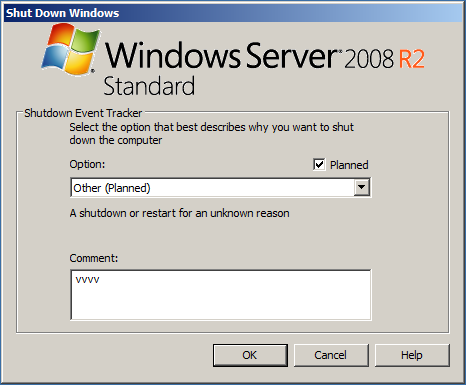 Shut Down Windows
Windows Server 2008 R2
Standard
Shutdown Event Tracker
Select the option that best describes why you want to shut
down the computer
Option:
Planned
Other (Planned)
A shutdown or restart for an unknown reason
Comment:
vvvv
OK
Cancel
Help